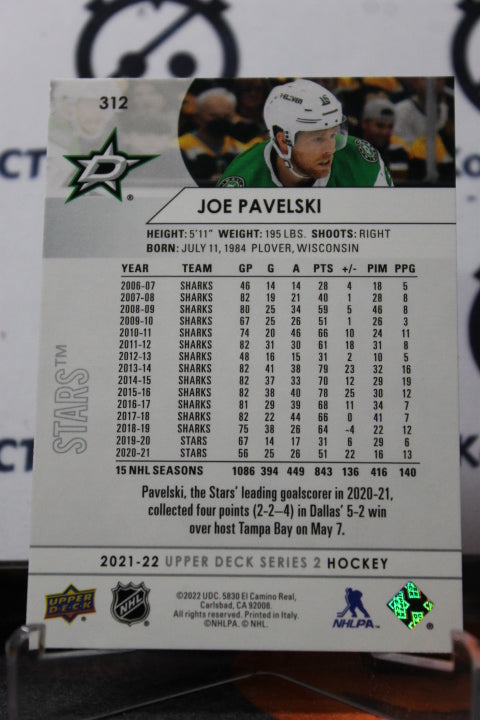 312
D
JOE PAVELSKI
HEIGHT: 5'11" WEIGHT: 195 LBS. SHOOTS: RIGHT
BORN: JULY 11, 1984 PLOVER, WISCONSIN
YEAR TEAM GP G A PTS +/- PIM PPG
2006-07 SHARKS 46 14 14 28 4 18 5
2007-08 SHARKS 82 19 21 40 1 28 8
2008-09 SHARKS 80 25 34 59 5 46 8
2009-10 SHARKS 67 25 26 51 1 26 3
2010-11 SHARKS 74 20 46 66 10 24 11
2011-12 SHARKS 82 31 30 61 18 31 8
2012-13 SHARKS 48 16 15 31 2 10 5
2013-14 SHARKS 82 41 38 79 23 32 16
2014-15 SHARKS 82 37 33 70 12 29 19
2015-16 SHARKS 82 38 40 78 25 30 12
2016-17 SHARKS 81 29 39 68 11 34 7
2017-18 SHARKS 82 22 44 66 0 41 7
2018-19 SHARKS 75 38 26 64 -4 22 12
2019-20 STARS 67 14 17 31 6 29 6
2020-21 STARS 56 25 26 51 22 16 13
15 NHL SEASONS 1086 394 449 843 136 416 140
STARS™
Pavelski, the Stars' leading goalscorer in 2020-21,
collected four points (2-2—4) in Dallas' 5-2 win
over host Tampa Bay on May 7.
2021-22 UPPER DECK SERIES 2 HOCKEY
UPPER DECK
NHL
©2022 UDC. 5830 El Camino Real,
Carlsbad, CA 92008.
All rights reserved. Printed in Italy.
©NHLPA. © NHL.
NHLPA